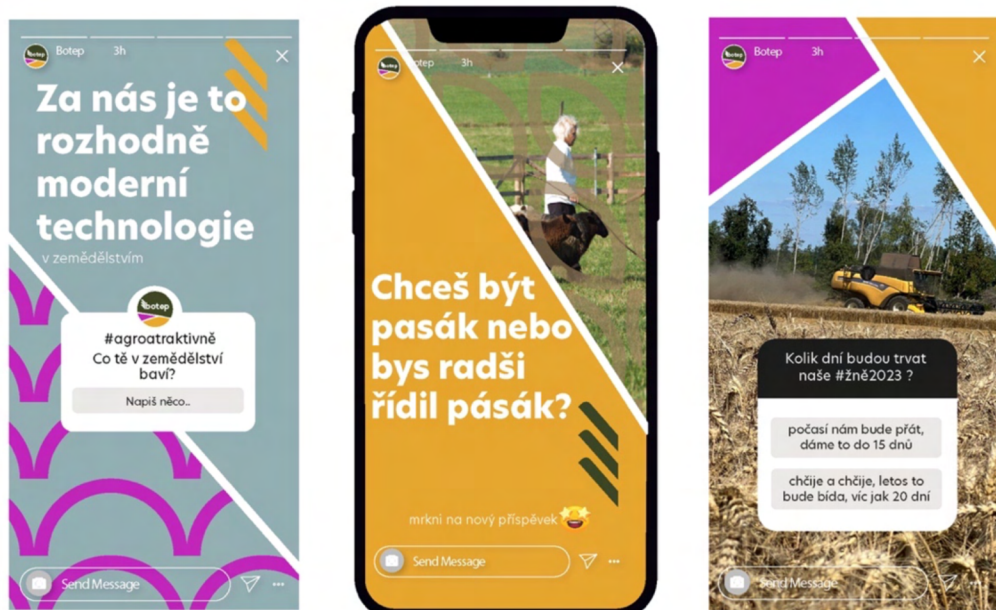 Botep 3h
Za nás je to
rozhodně
moderní
technologie
v zemědělstvím
botep
#agroatraktivně
Co tě v zemědělství
baví?
Napiš něco..
Send Message
botep
Botep 3h
Chceš být
pasák nebo
bys radši
řídil pásák?
mrkni na nový příspěvek
Send Message
botep
Botep 3h
Kolik dní budou trvat
naše #žně2023 ?
počasí nám bude přát,
dáme to do 15 dnů
chčije a chčije, letos to
bude bída, víc jak 20 dní
Send Message